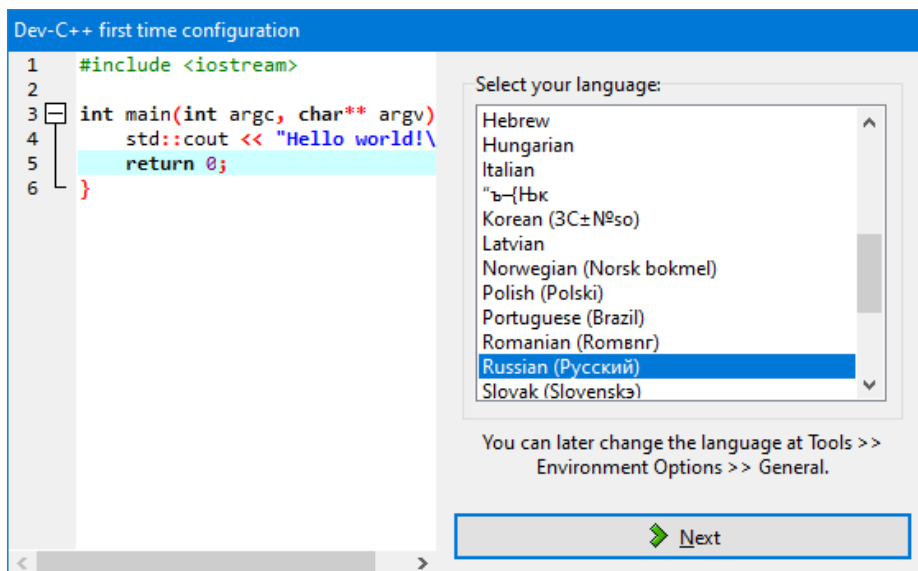 Dev-C++ first time configuration
1 #include <iostream>
2
3 int main(int argc, char** argv)
4 std::cout << "Hello world!\
5 return 0;
6 }
Select your language:
Hebrew
Hungarian
Italian
“ъ–{Њк
Korean (ЗС±№ѕо)
Latvian
Norwegian (Norsk bokmel)
Polish (Polski)
Portuguese (Brazil)
Romanian (Romвnг)
Russian (Русский)
Slovak (Slovenskэ)
You can later change the language at Tools >>
Environment Options >> General.
Next